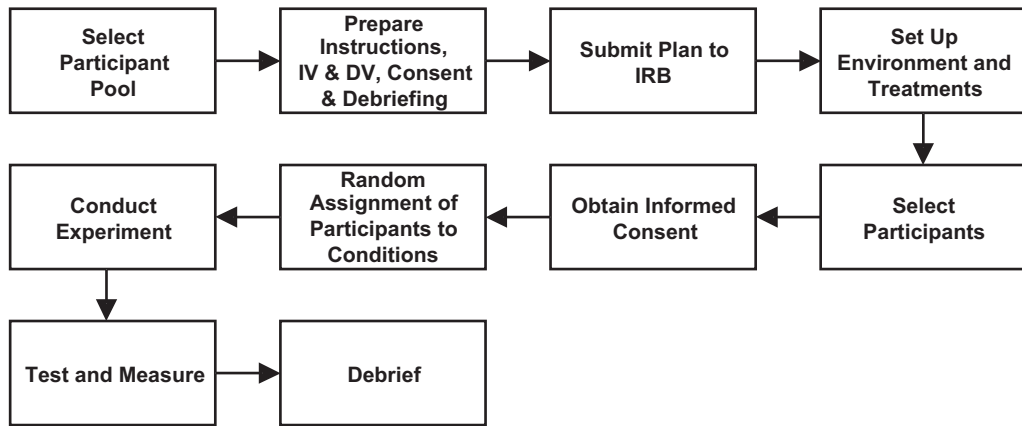 Select
Participant
Pool
Prepare
Instructions,
IV & DV, Consent
& Debriefing
Submit Plan to
IRB
Set Up
Environment and
Treatments
Select
Participants
Obtain Informed
Consent
Random
Assignment of
Participants to
Conditions
Conduct
Experiment
Test and Measure
Debrief